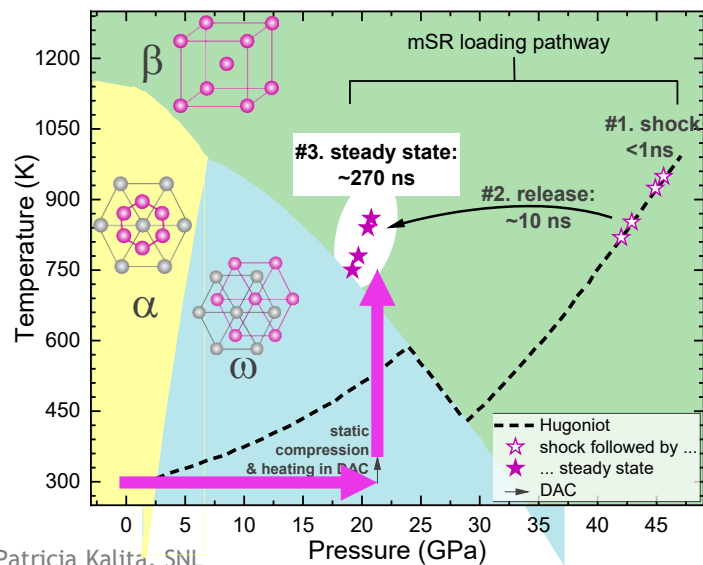 1200
1050
900
750
600
450
300
Temperature (K)
β
α
ω
mSR loading pathway
#1. shock
<1ns
#3. steady state:
~270 ns
#2. release:
~10 ns
static
compression
& heating in DAC
Hugoniot
shock followed by ...
... steady state
DAC
0 5 10 15 20 25 30 35 40 45
Pressure (GPa)
Patricia Kalita, SNL